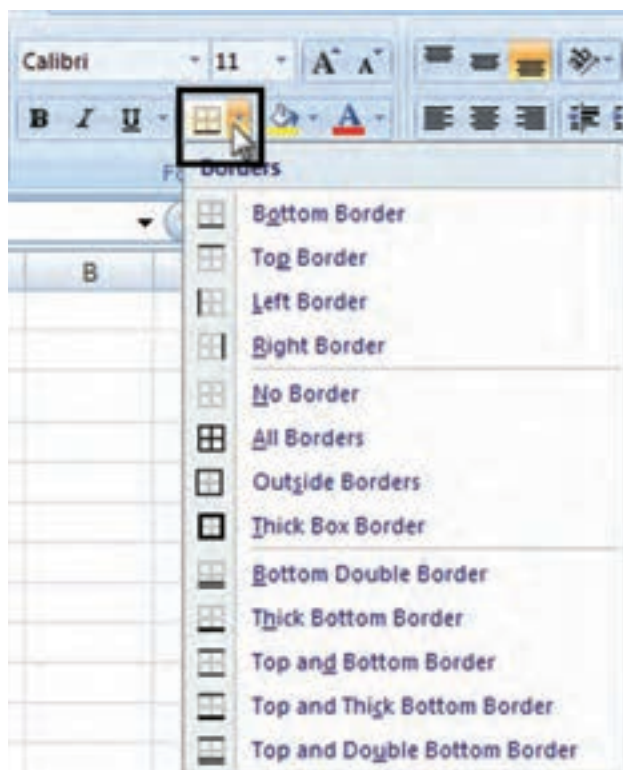 Calibri 11 A A
B I U A
Borders
B
Bottom Border
Top Border
Left Border
Right Border
No Border
All Borders
Outside Borders
Thick Box Border
Bottom Double Border
Thick Bottom Border
Top and Bottom Border
Top and Thick Bottom Border
Top and Double Bottom Border